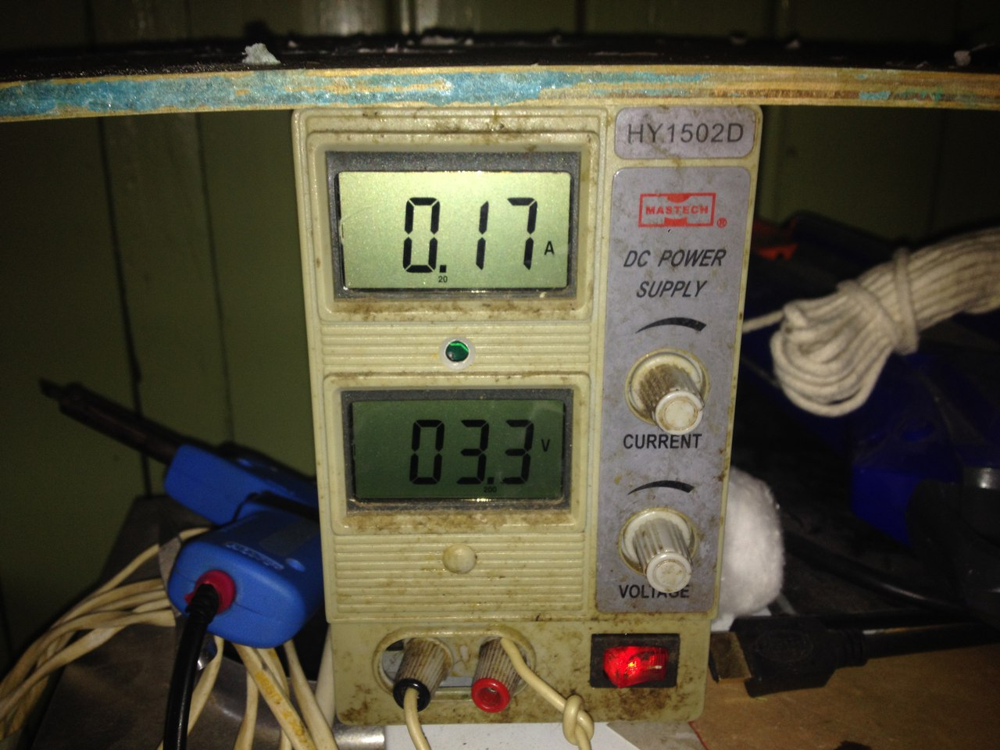 HY1502D
0.17 A
20
MASTECH ®
DC POWER
SUPPLY
03.3 V
200
CURRENT
VOLTAGE